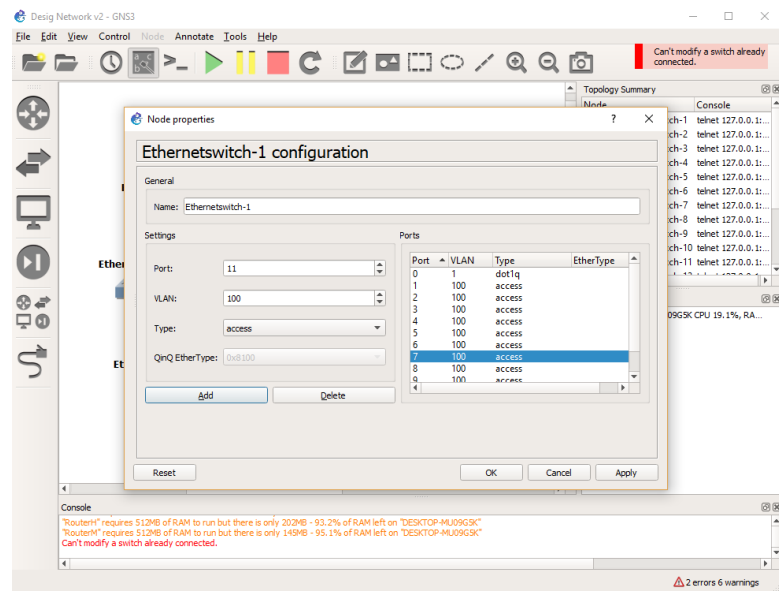 Desig Network v2 - GNS3
File Edit View Control Node Annotate Tools Help
Can't modify a switch already
connected.
Topology Summary
Node Console
Node properties
ch-1 telnet 127.0.0.1:...
ch-2 telnet 127.0.0.1:...
ch-3 telnet 127.0.0.1:...
ch-4 telnet 127.0.0.1:...
ch-5 telnet 127.0.0.1:...
ch-6 telnet 127.0.0.1:...
ch-7 telnet 127.0.0.1:...
ch-8 telnet 127.0.0.1:...
ch-9 telnet 127.0.0.1:...
ch-10 telnet 127.0.0.1:...
ch-11 telnet 127.0.0.1:...
09G5K CPU 19.1%, RA...
Ether
Et
Ethernetswitch-1 configuration
General
Name: Ethernetswitch-1
Settings
Port: 11
VLAN: 100
Type: access
QinQ EtherType: 0x8100
Add Delete
Ports
Port VLAN Type EtherType
0 1 dot1q
1 100 access
2 100 access
3 100 access
4 100 access
5 100 access
6 100 access
7 100 access
8 100 access
9 100 access
Reset OK Cancel Apply
Console
"RouterH" requires 512MB of RAM to run but there is only 202MB - 93.2% of RAM left on "DESKTOP-MU09G5K"
"RouterM" requires 512MB of RAM to run but there is only 145MB - 95.1% of RAM left on "DESKTOP-MU09G5K"
Can't modify a switch already connected.
2 errors 6 warnings